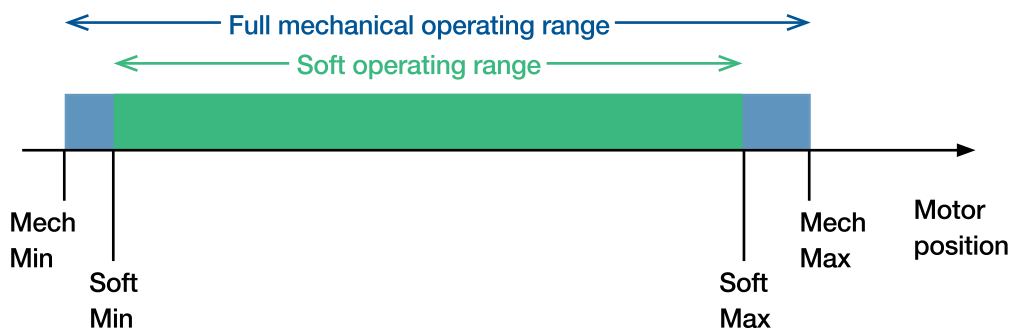 Full mechanical operating range
Soft operating range
Mech
Min
Soft
Min
Soft
Max
Mech
Max
Motor
position